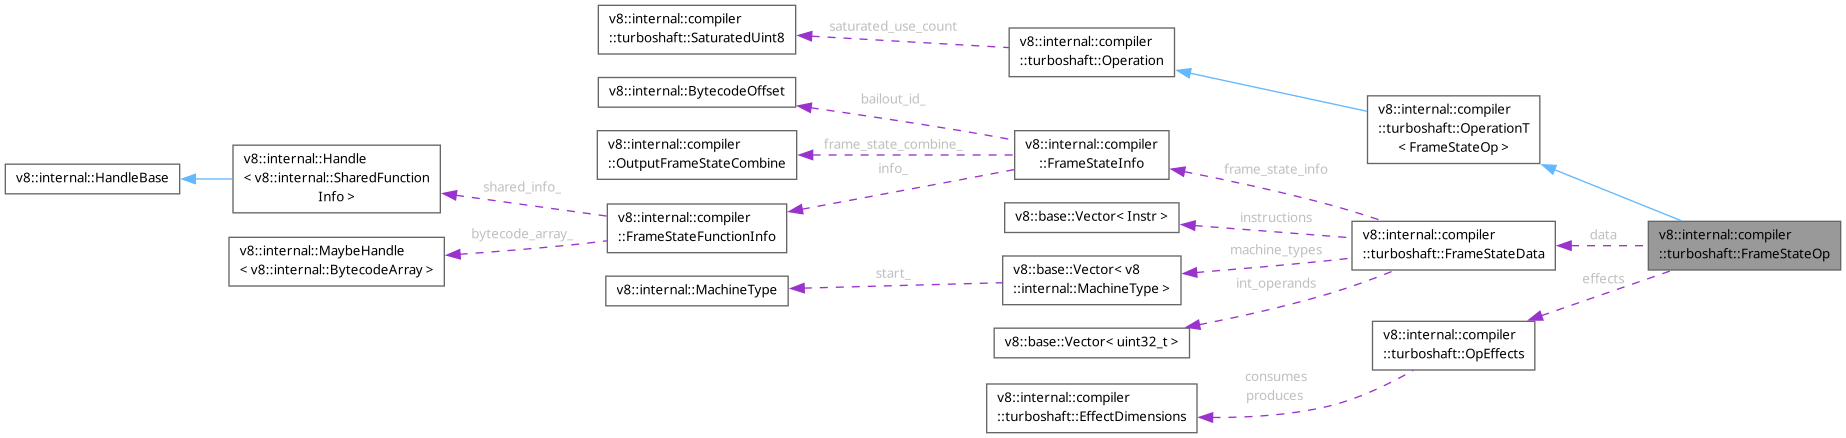 v8::internal::HandleBase
v8::internal::Handle
< v8::internal::SharedFunction
Info >
v8::internal::MaybeHandle
< v8::internal::BytecodeArray >
shared_info_
bytecode_array_
v8::internal::compiler
::turboshaft::SaturatedUint8
v8::internal::BytecodeOffset
v8::internal::compiler
::OutputFrameStateCombine
v8::internal::compiler
::FrameStateFunctionInfo
v8::internal::MachineType
saturated_use_count
bailout_id_
frame_state_combine_
info_
start_
v8::internal::compiler
::turboshaft::Operation
v8::internal::compiler
::FrameStateInfo
v8::base::Vector< Instr >
v8::base::Vector< v8
::internal::MachineType >
v8::base::Vector< uint32_t >
v8::internal::compiler
::turboshaft::EffectDimensions
frame_state_info
instructions
machine_types
int_operands
consumes
produces
v8::internal::compiler
::turboshaft::OperationT
< FrameStateOp >
v8::internal::compiler
::turboshaft::FrameStateData
v8::internal::compiler
::turboshaft::OpEffects
data
effects
v8::internal::compiler
::turboshaft::FrameStateOp